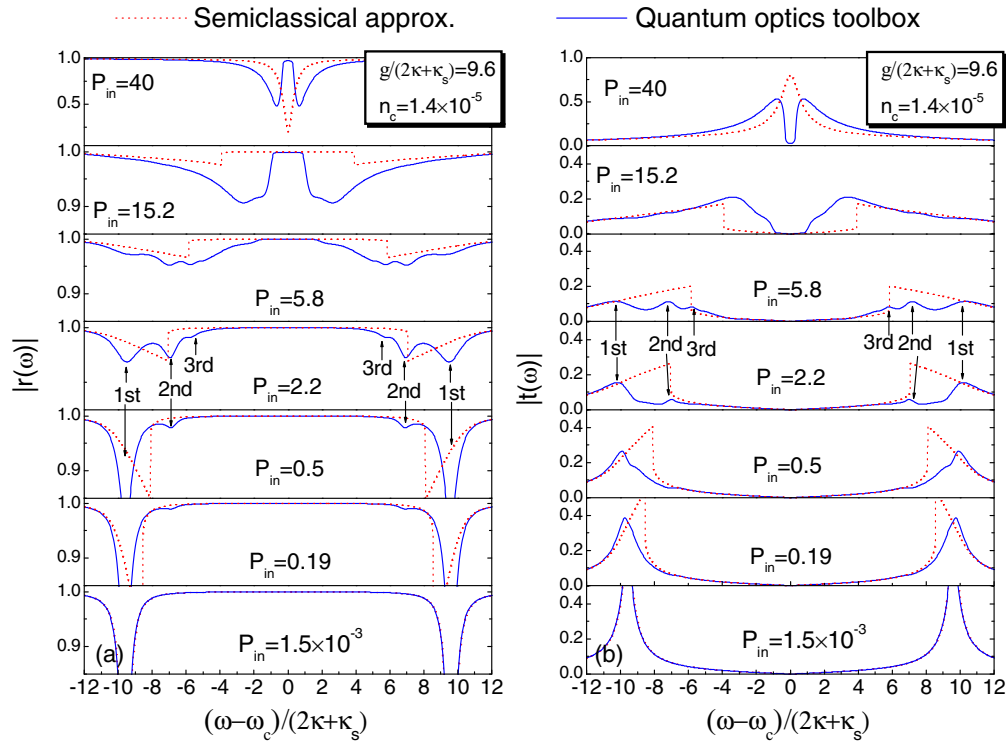 Semiclassical approx.
Quantum optics toolbox
|r(ω)|
1.0
0.5
P_in=40
g/(2κ+κ_s)=9.6
n_c=1.4×10^-5
1.0
0.9
P_in=15.2
1.0
0.9
P_in=5.8
1.0
0.9
1st
2nd
3rd
P_in=2.2
3rd
2nd
1st
1.0
0.9
P_in=0.5
1.0
0.9
P_in=0.19
1.0
0.9
P_in=1.5×10^-3
(a)
-12 -10 -8 -6 -4 -2 0 2 4 6 8 10 12
(ω−ω_c)/(2κ+κ_s)
|t(ω)|
1.0
0.5
0.0
P_in=40
g/(2κ+κ_s)=9.6
n_c=1.4×10^-5
0.4
0.2
0.0
P_in=15.2
0.4
0.2
0.0
P_in=5.8
0.4
0.2
0.0
1st
2nd
3rd
P_in=2.2
3rd
2nd
1st
0.4
0.2
0.0
P_in=0.5
0.4
0.2
0.0
P_in=0.19
0.4
0.2
0.0
P_in=1.5×10^-3
(b)
-12 -10 -8 -6 -4 -2 0 2 4 6 8 10 12
(ω−ω_c)/(2κ+κ_s)